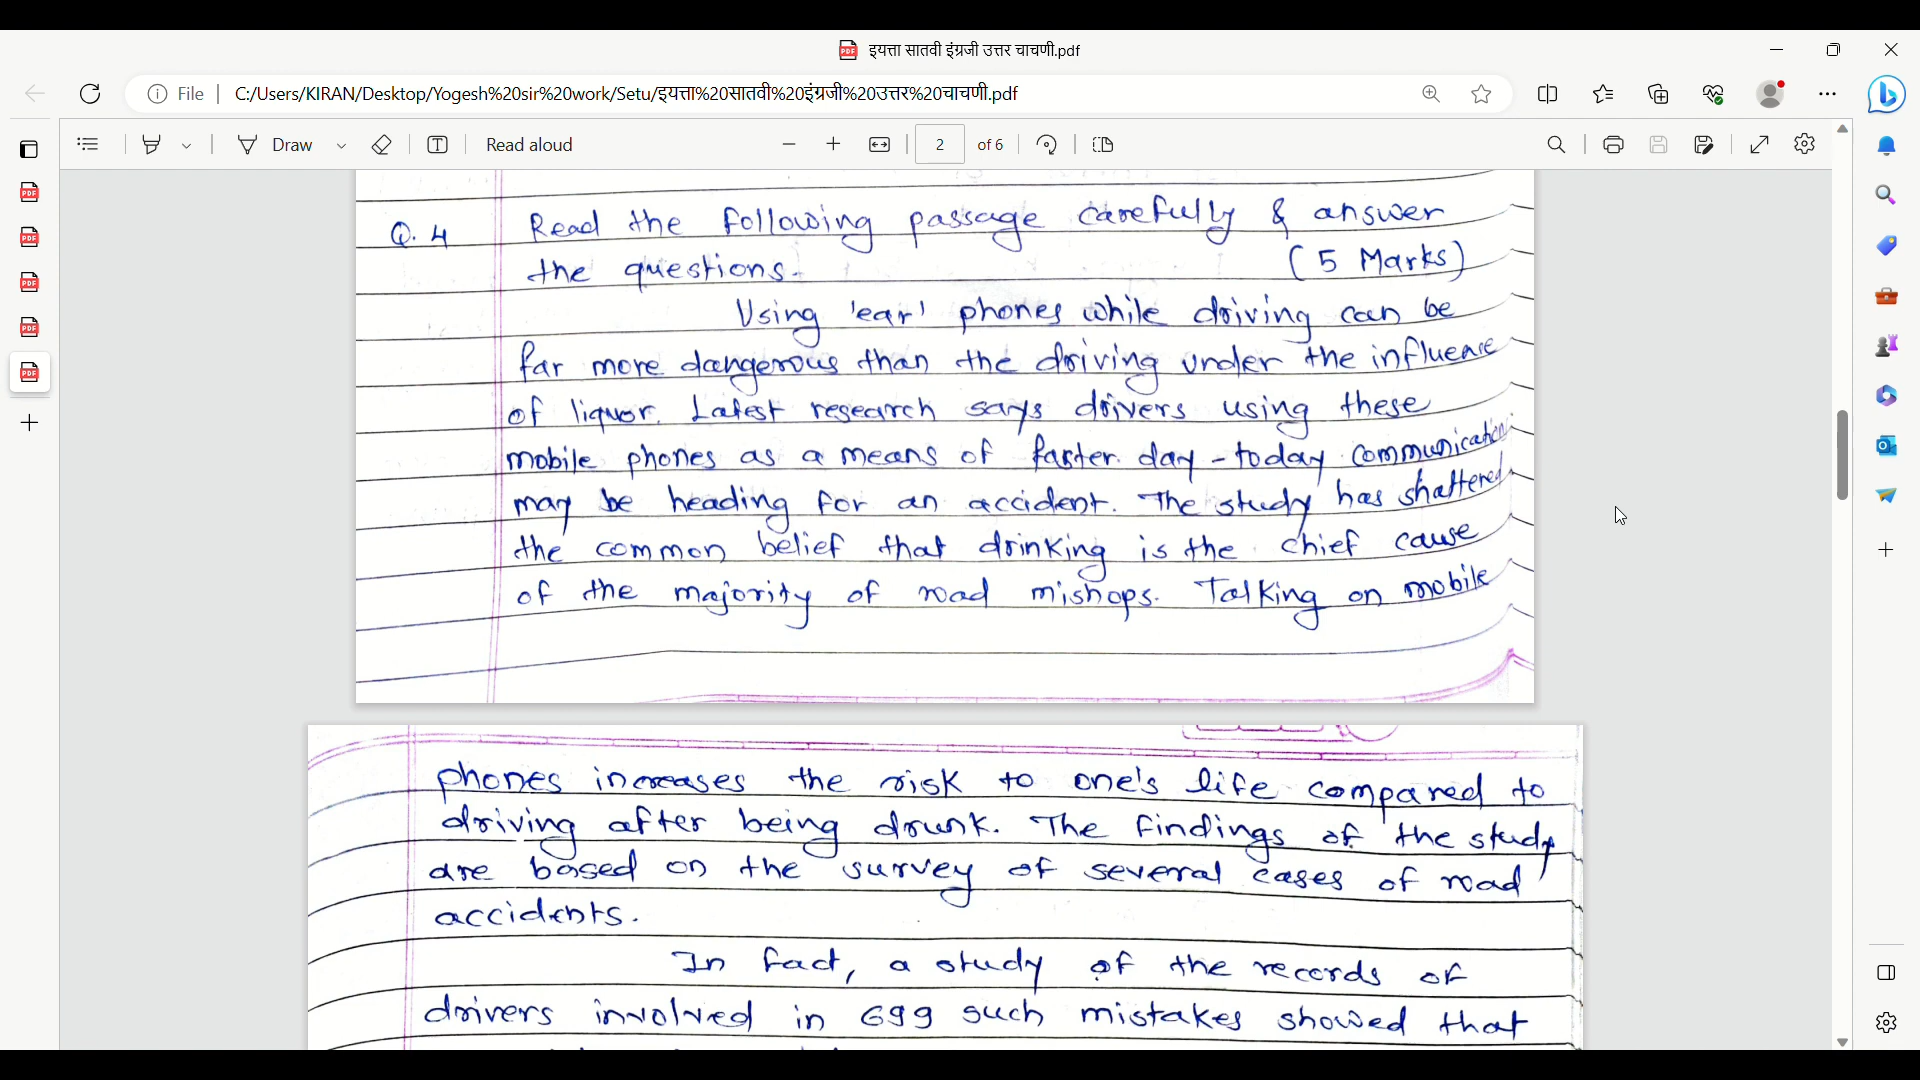 इयत्ता सातवी इंग्रजी उत्तर चाचणी.pdf
File C:/Users/KIRAN/Desktop/Yogesh%20sir%20work/Setu/इयत्ता%20सातवी%20इंग्रजी%20उत्तर%20चाचणी.pdf
Draw Read aloud 2 of 6
Q. 4 Read the following passage carefully & answer
the questions. (5 Marks)
Using 'ear' phones while driving can be
far more dangerous than the driving under the influence
of liquor. Latest research says drivers using these
mobile phones as a means of faster day-today communication
may be heading for an accident. The study has shattered
the common belief that drinking is the chief cause
of the majority of road mishops. Talking on mobile
phones increases the risk to one's life compared to
driving after being drunk. The findings of the study
are based on the survey of several cases of road
accidents.
In fact, a study of the records of
drivers involved in 699 such mistakes showed that